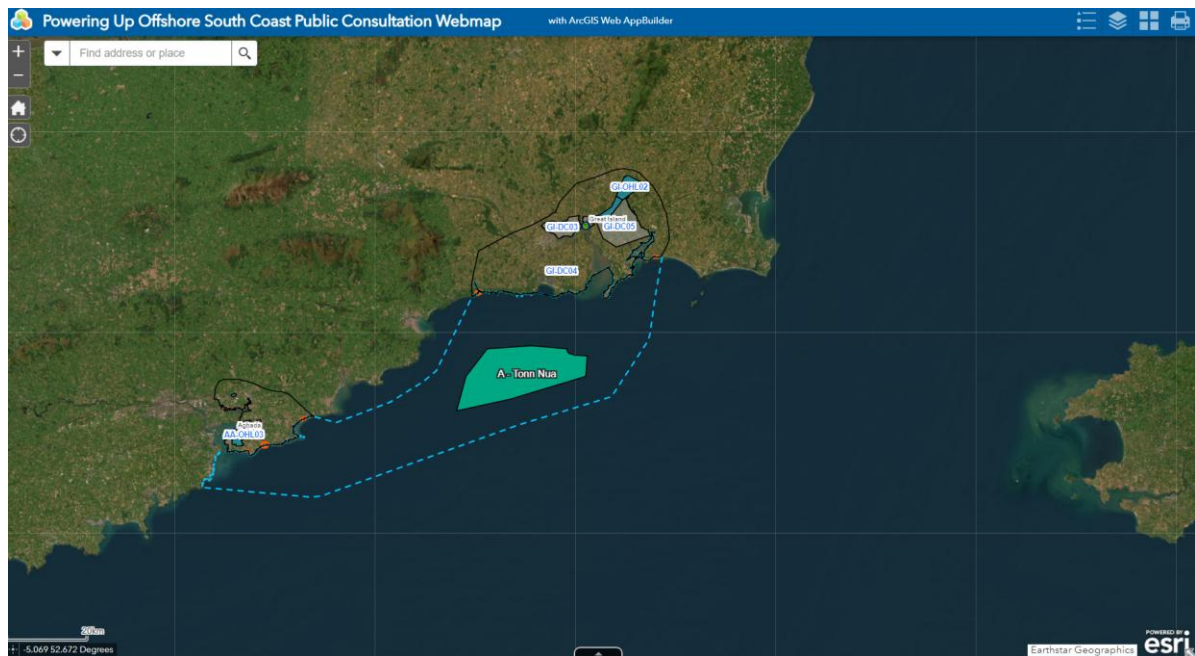 Powering Up Offshore South Coast Public Consultation Webmap
with ArcGIS Web AppBuilder
Find address or place
GI-OHL02
Great Island
GI-DC03
GI-DC05
GI-DC04
A - Tonn Nua
Aghada
AA-OHL03
20km
-5.069 52.672 Degrees
Earthstar Geographics
POWERED BY
esri